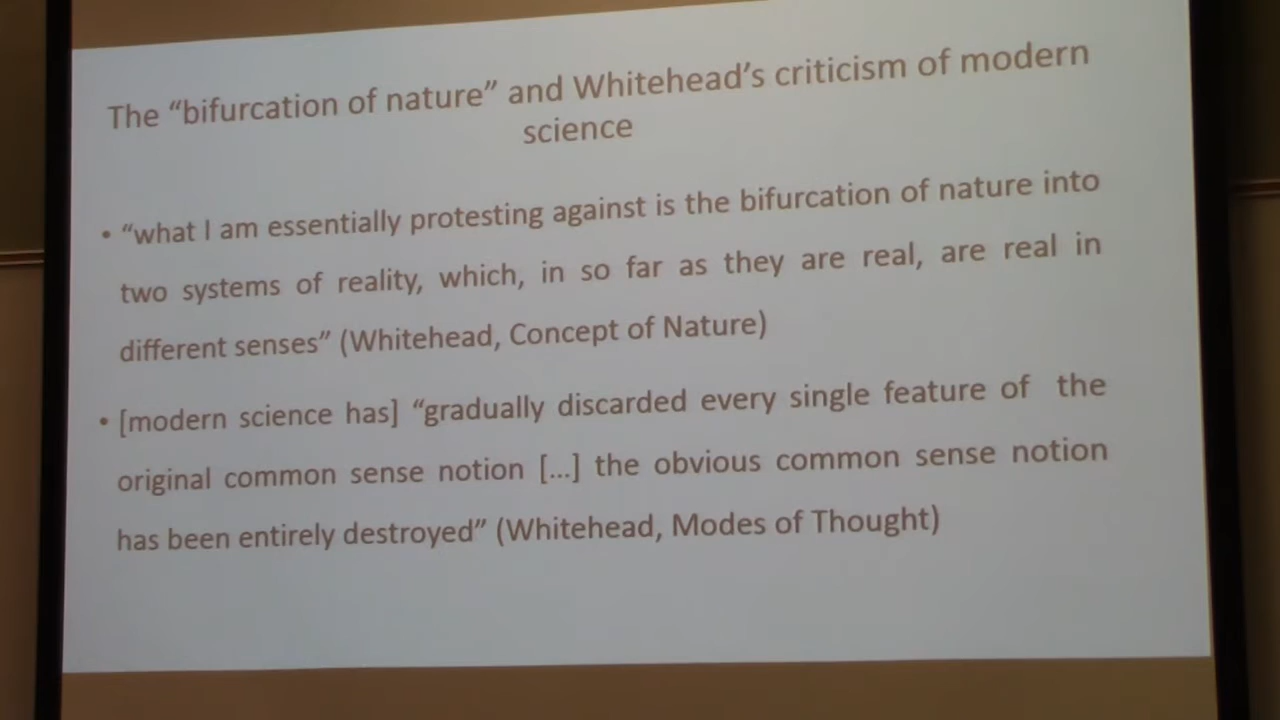 The “bifurcation of nature” and Whitehead’s criticism of modern
science
• “what I am essentially protesting against is the bifurcation of nature into
two systems of reality, which, in so far as they are real, are real in
different senses” (Whitehead, Concept of Nature)
• [modern science has] “gradually discarded every single feature of the
original common sense notion [...] the obvious common sense notion
has been entirely destroyed” (Whitehead, Modes of Thought)